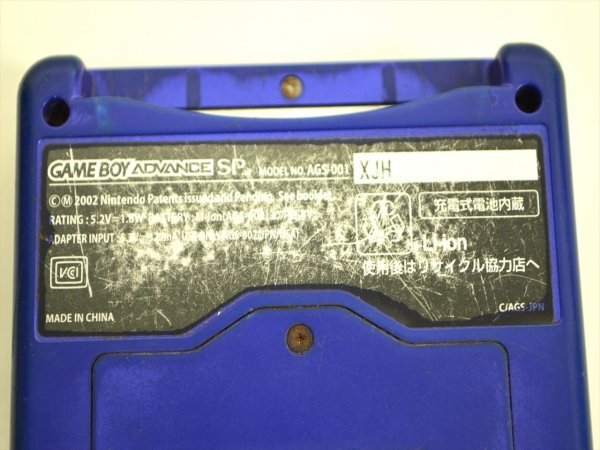 GAME BOY ADVANCE SP MODEL NO. AGS-001 XJH
©Ⓜ 2002 Nintendo Patents issued and Pending. See booklet.
RATING : 5.2V⎓
ADAPTER INPUT :
充電式電池内蔵
Li-ion
使用後はリサイクル協力店へ
VCI
MADE IN CHINA
C/AGS-JPN